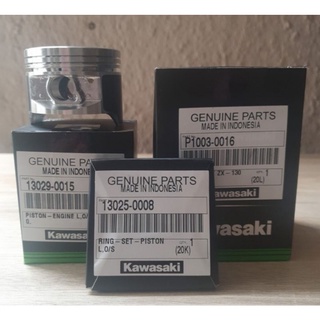 GENUINE PARTS
MADE IN INDONESIA
13029-0015
PISTON-ENGINE L.O/S
Kawasaki
GENUINE PARTS
MADE IN INDONESIA
13025-0008
RING-SET-PISTON
L.O/S
1
(20K)
Kawasaki
GENUINE PARTS
MADE IN INDONESIA
P1003-0016
ZX-130
1
(20L)
Kawasaki